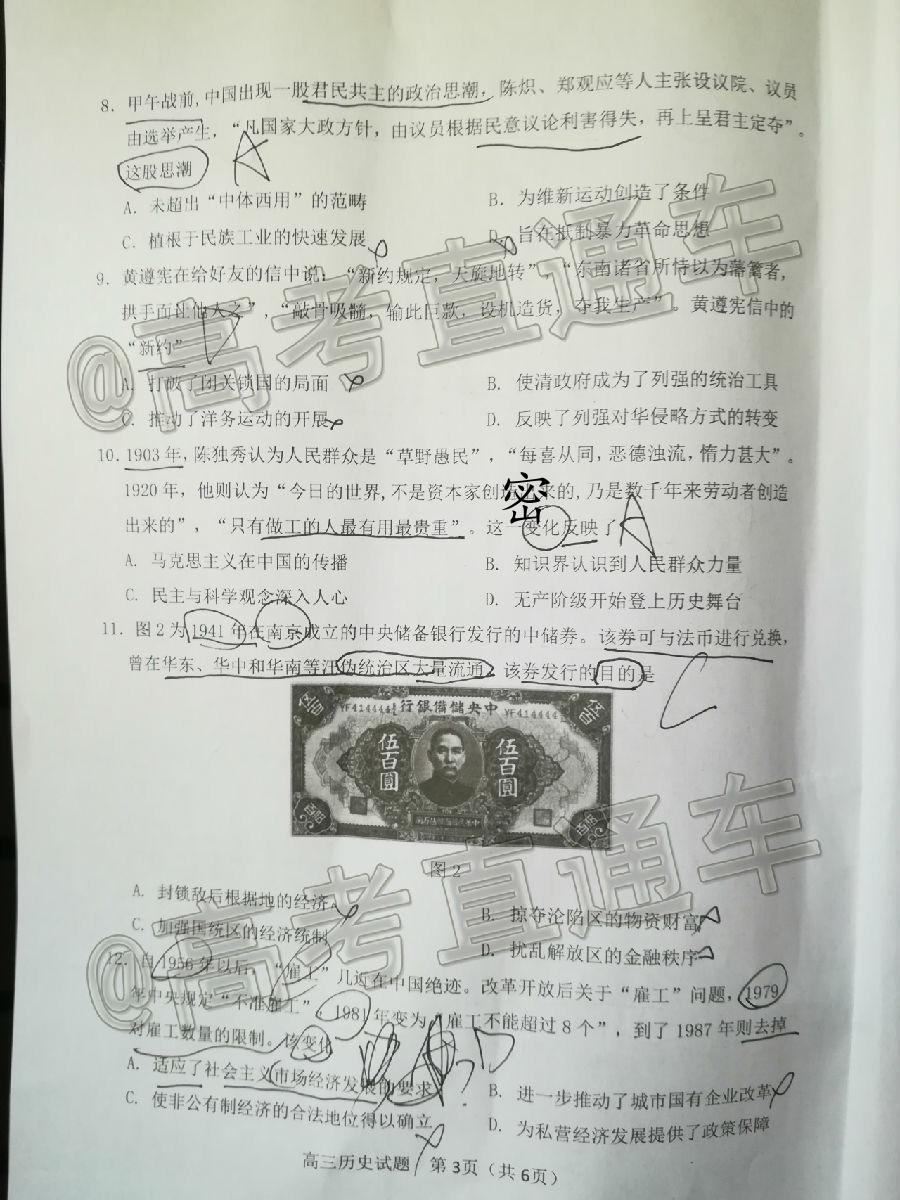 8. 甲午战前,中国出现一股君民共主的政治思潮，陈炽、郑观应等人主张设议院、议员
由选举产生，“凡国家大政方针，由议员根据民意议论利害得失，再上呈君主定夺”。
这股思潮
A
A. 未超出“中体西用”的范畴
B. 为维新运动创造了条件
C. 植根于民族工业的快速发展
D. 旨在抵御暴力革命思想
9. 黄遵宪在给好友的信中说：“新约规定，天旋地转”，“东南诸省所恃以为藩篱者，
拱手而让他人之”，“敲骨吸髓，输此巨款，设机造货，夺我生产”。黄遵宪信中的
“新约”
D
A. 打破了闭关锁国的局面
B. 使清政府成为了列强的统治工具
C. 推动了洋务运动的开展
D. 反映了列强对华侵略方式的转变
10. 1903年，陈独秀认为人民群众是“草野愚民”，“每喜从同，恶德浊流，惰力甚大”。
1920年，他则认为“今日的世界,不是资本家创造出来的,乃是数千年来劳动者创造
出来的”，“只有做工的人最有用最贵重”。这一变化反映了
密
A
A. 马克思主义在中国的传播
B. 知识界认识到人民群众力量
C. 民主与科学观念深入人心
D. 无产阶级开始登上历史舞台
11. 图2为1941年在南京成立的中央储备银行发行的中储券。该券可与法币进行兑换，
曾在华东、华中和华南等汪伪统治区大量流通。该券发行的目的是
C
行銀備儲央中
YF414444
YF414444
伍百圓
伍百圓
图2
A. 封锁敌后根据地的经济
B. 掠夺沦陷区的物资财富
C. 加强国统区的经济统制
D. 扰乱解放区的金融秩序
12. 自1956年以后，“雇工”几近在中国绝迹。改革开放后关于“雇工”问题，1979
年中央规定“不准雇工”，1981年变为“雇工不能超过8个”，到了1987年则去掉
对雇工数量的限制。该变化
D
A. 适应了社会主义市场经济发展的要求
B. 进一步推动了城市国有企业改革
C. 使非公有制经济的合法地位得以确立
D. 为私营经济发展提供了政策保障
高三历史试题 第3页（共6页）
@高考直通车
@高考直通车